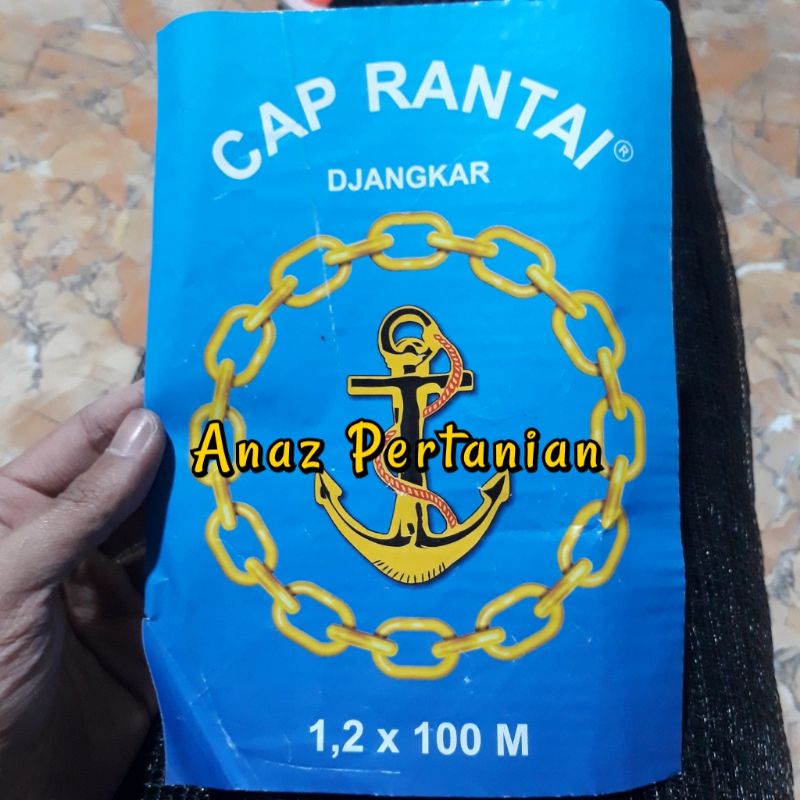 CAP RANTAI®
DJANGKAR
Anaz Pertanian
1,2 x 100 M